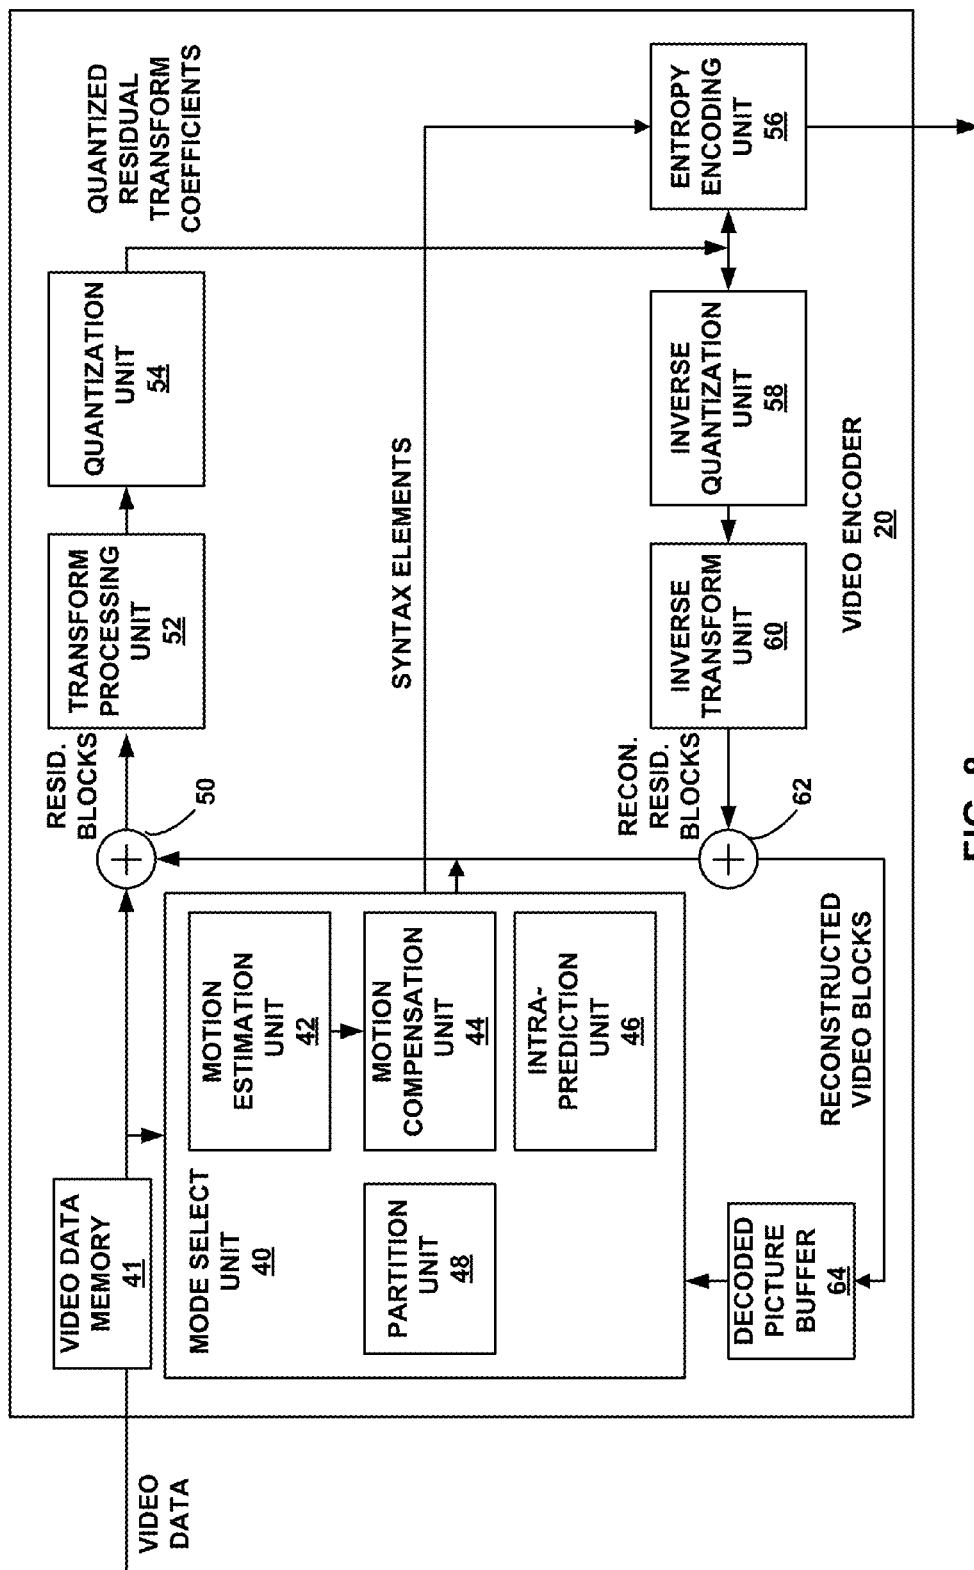 VIDEO
DATA
VIDEO DATA
MEMORY
41
MODE SELECT
UNIT
40
PARTITION
UNIT
48
MOTION
ESTIMATION
UNIT
42
MOTION
COMPENSATION
UNIT
44
INTRA-
PREDICTION
UNIT
46
50
RESID.
BLOCKS
TRANSFORM
PROCESSING
UNIT
52
QUANTIZATION
UNIT
54
QUANTIZED
RESIDUAL
TRANSFORM
COEFFICIENTS
SYNTAX ELEMENTS
ENTROPY
ENCODING
UNIT
56
INVERSE
QUANTIZATION
UNIT
58
INVERSE
TRANSFORM
UNIT
60
RECON.
RESID.
BLOCKS
62
RECONSTRUCTED
VIDEO BLOCKS
DECODED
PICTURE
BUFFER
64
VIDEO ENCODER
20
FIG.